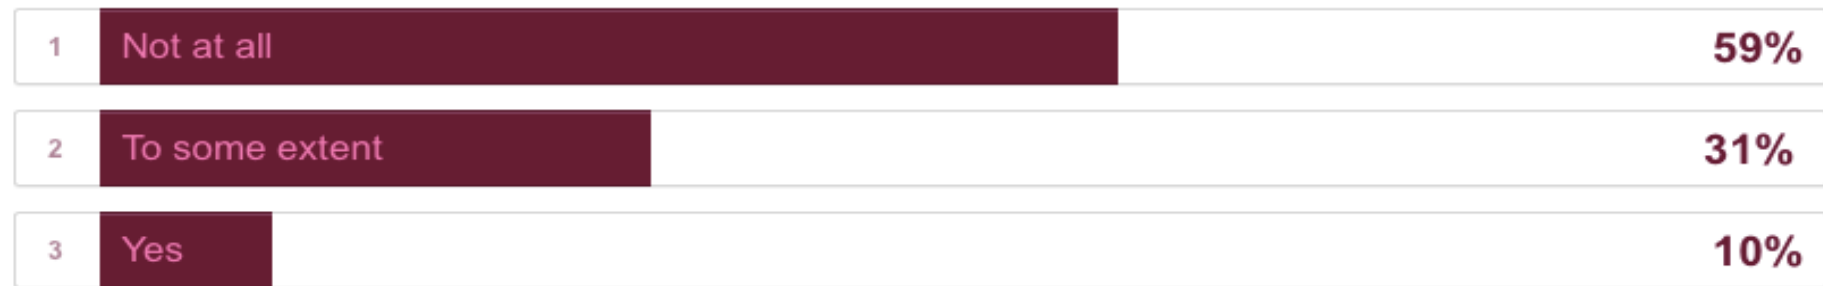 1 Not at all 59%
2 To some extent 31%
3 Yes 10%